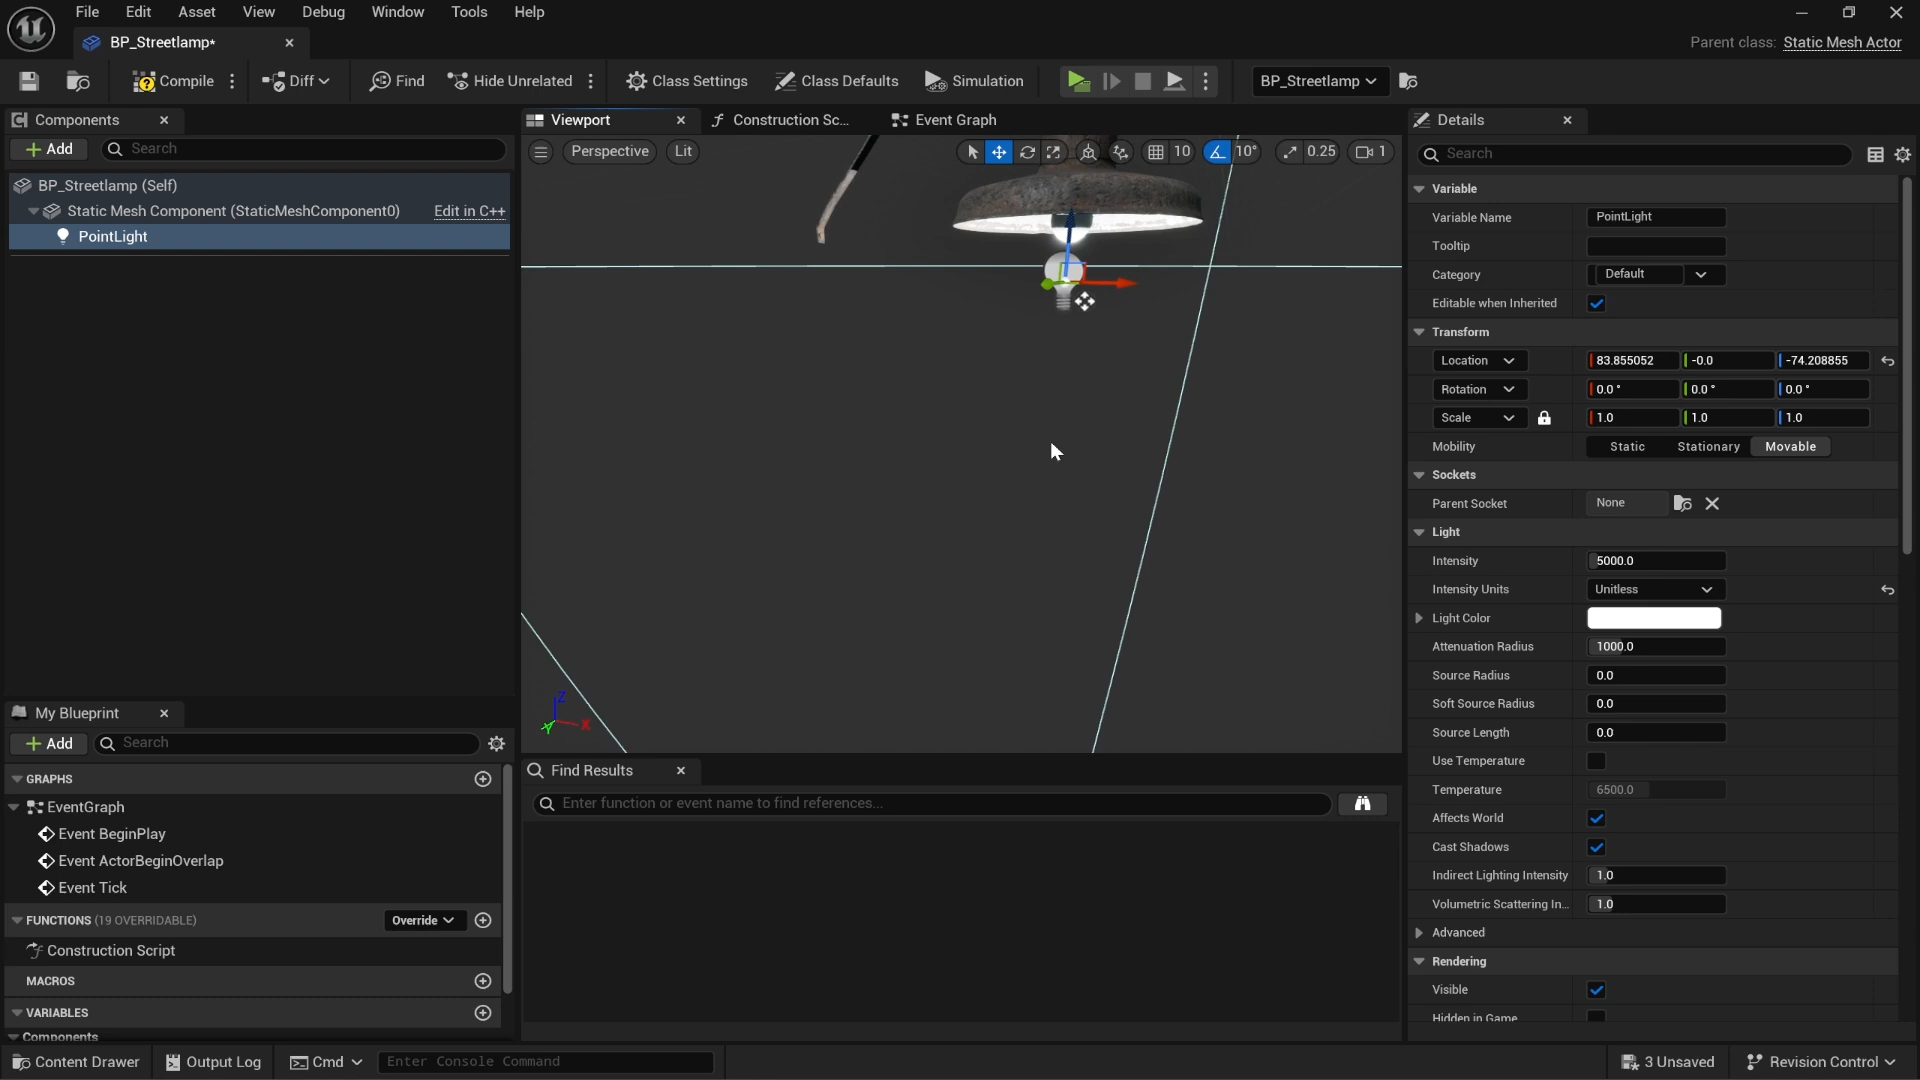 File Edit Asset View Debug Window Tools Help
BP_Streetlamp*
Parent class: Static Mesh Actor
Compile Diff Find Hide Unrelated Class Settings Class Defaults Simulation BP_Streetlamp
Components
Add Search
BP_Streetlamp (Self)
Static Mesh Component (StaticMeshComponent0) Edit in C++
PointLight
My Blueprint
Add Search
GRAPHS
EventGraph
Event BeginPlay
Event ActorBeginOverlap
Event Tick
FUNCTIONS (19 OVERRIDABLE) Override
Construction Script
MACROS
VARIABLES
Components
Viewport Construction Sc... Event Graph
Perspective Lit 10 10° 0.25 1
Z
X
Y
Find Results
Enter function or event name to find references...
Details
Search
Variable
Variable Name PointLight
Tooltip
Category Default
Editable when Inherited
Transform
Location 83.855052 -0.0 -74.208855
Rotation 0.0 ° 0.0 ° 0.0 °
Scale 1.0 1.0 1.0
Mobility Static Stationary Movable
Sockets
Parent Socket None
Light
Intensity 5000.0
Intensity Units Unitless
Light Color
Attenuation Radius 1000.0
Source Radius 0.0
Soft Source Radius 0.0
Source Length 0.0
Use Temperature
Temperature 6500.0
Affects World
Cast Shadows
Indirect Lighting Intensity 1.0
Volumetric Scattering In... 1.0
Advanced
Rendering
Visible
Hidden in Game
Content Drawer Output Log Cmd Enter Console Command 3 Unsaved Revision Control